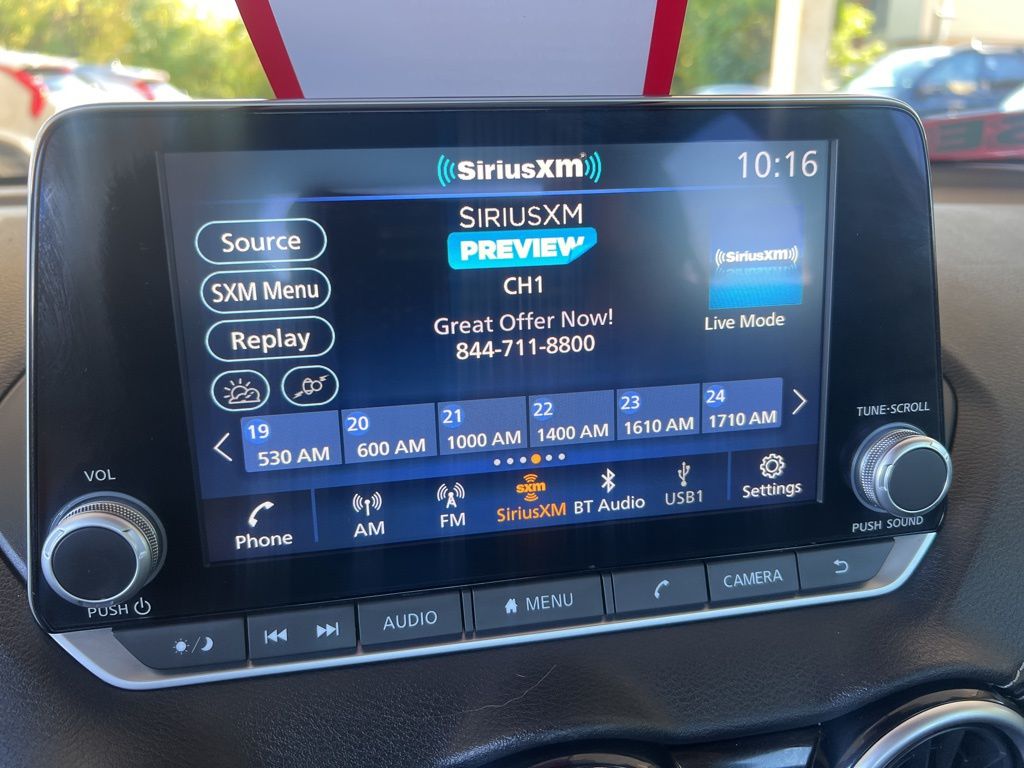 SiriusXM
10:16
SIRIUSXM
PREVIEW
CH1
Great Offer Now!
844-711-8800
Source
SXM Menu
Replay
SiriusXM
Live Mode
19
530 AM
20
600 AM
21
1000 AM
22
1400 AM
23
1610 AM
24
1710 AM
Phone
AM
FM
sxm
SiriusXM
BT Audio
USB1
Settings
VOL
PUSH
TUNE·SCROLL
PUSH SOUND
AUDIO
MENU
CAMERA